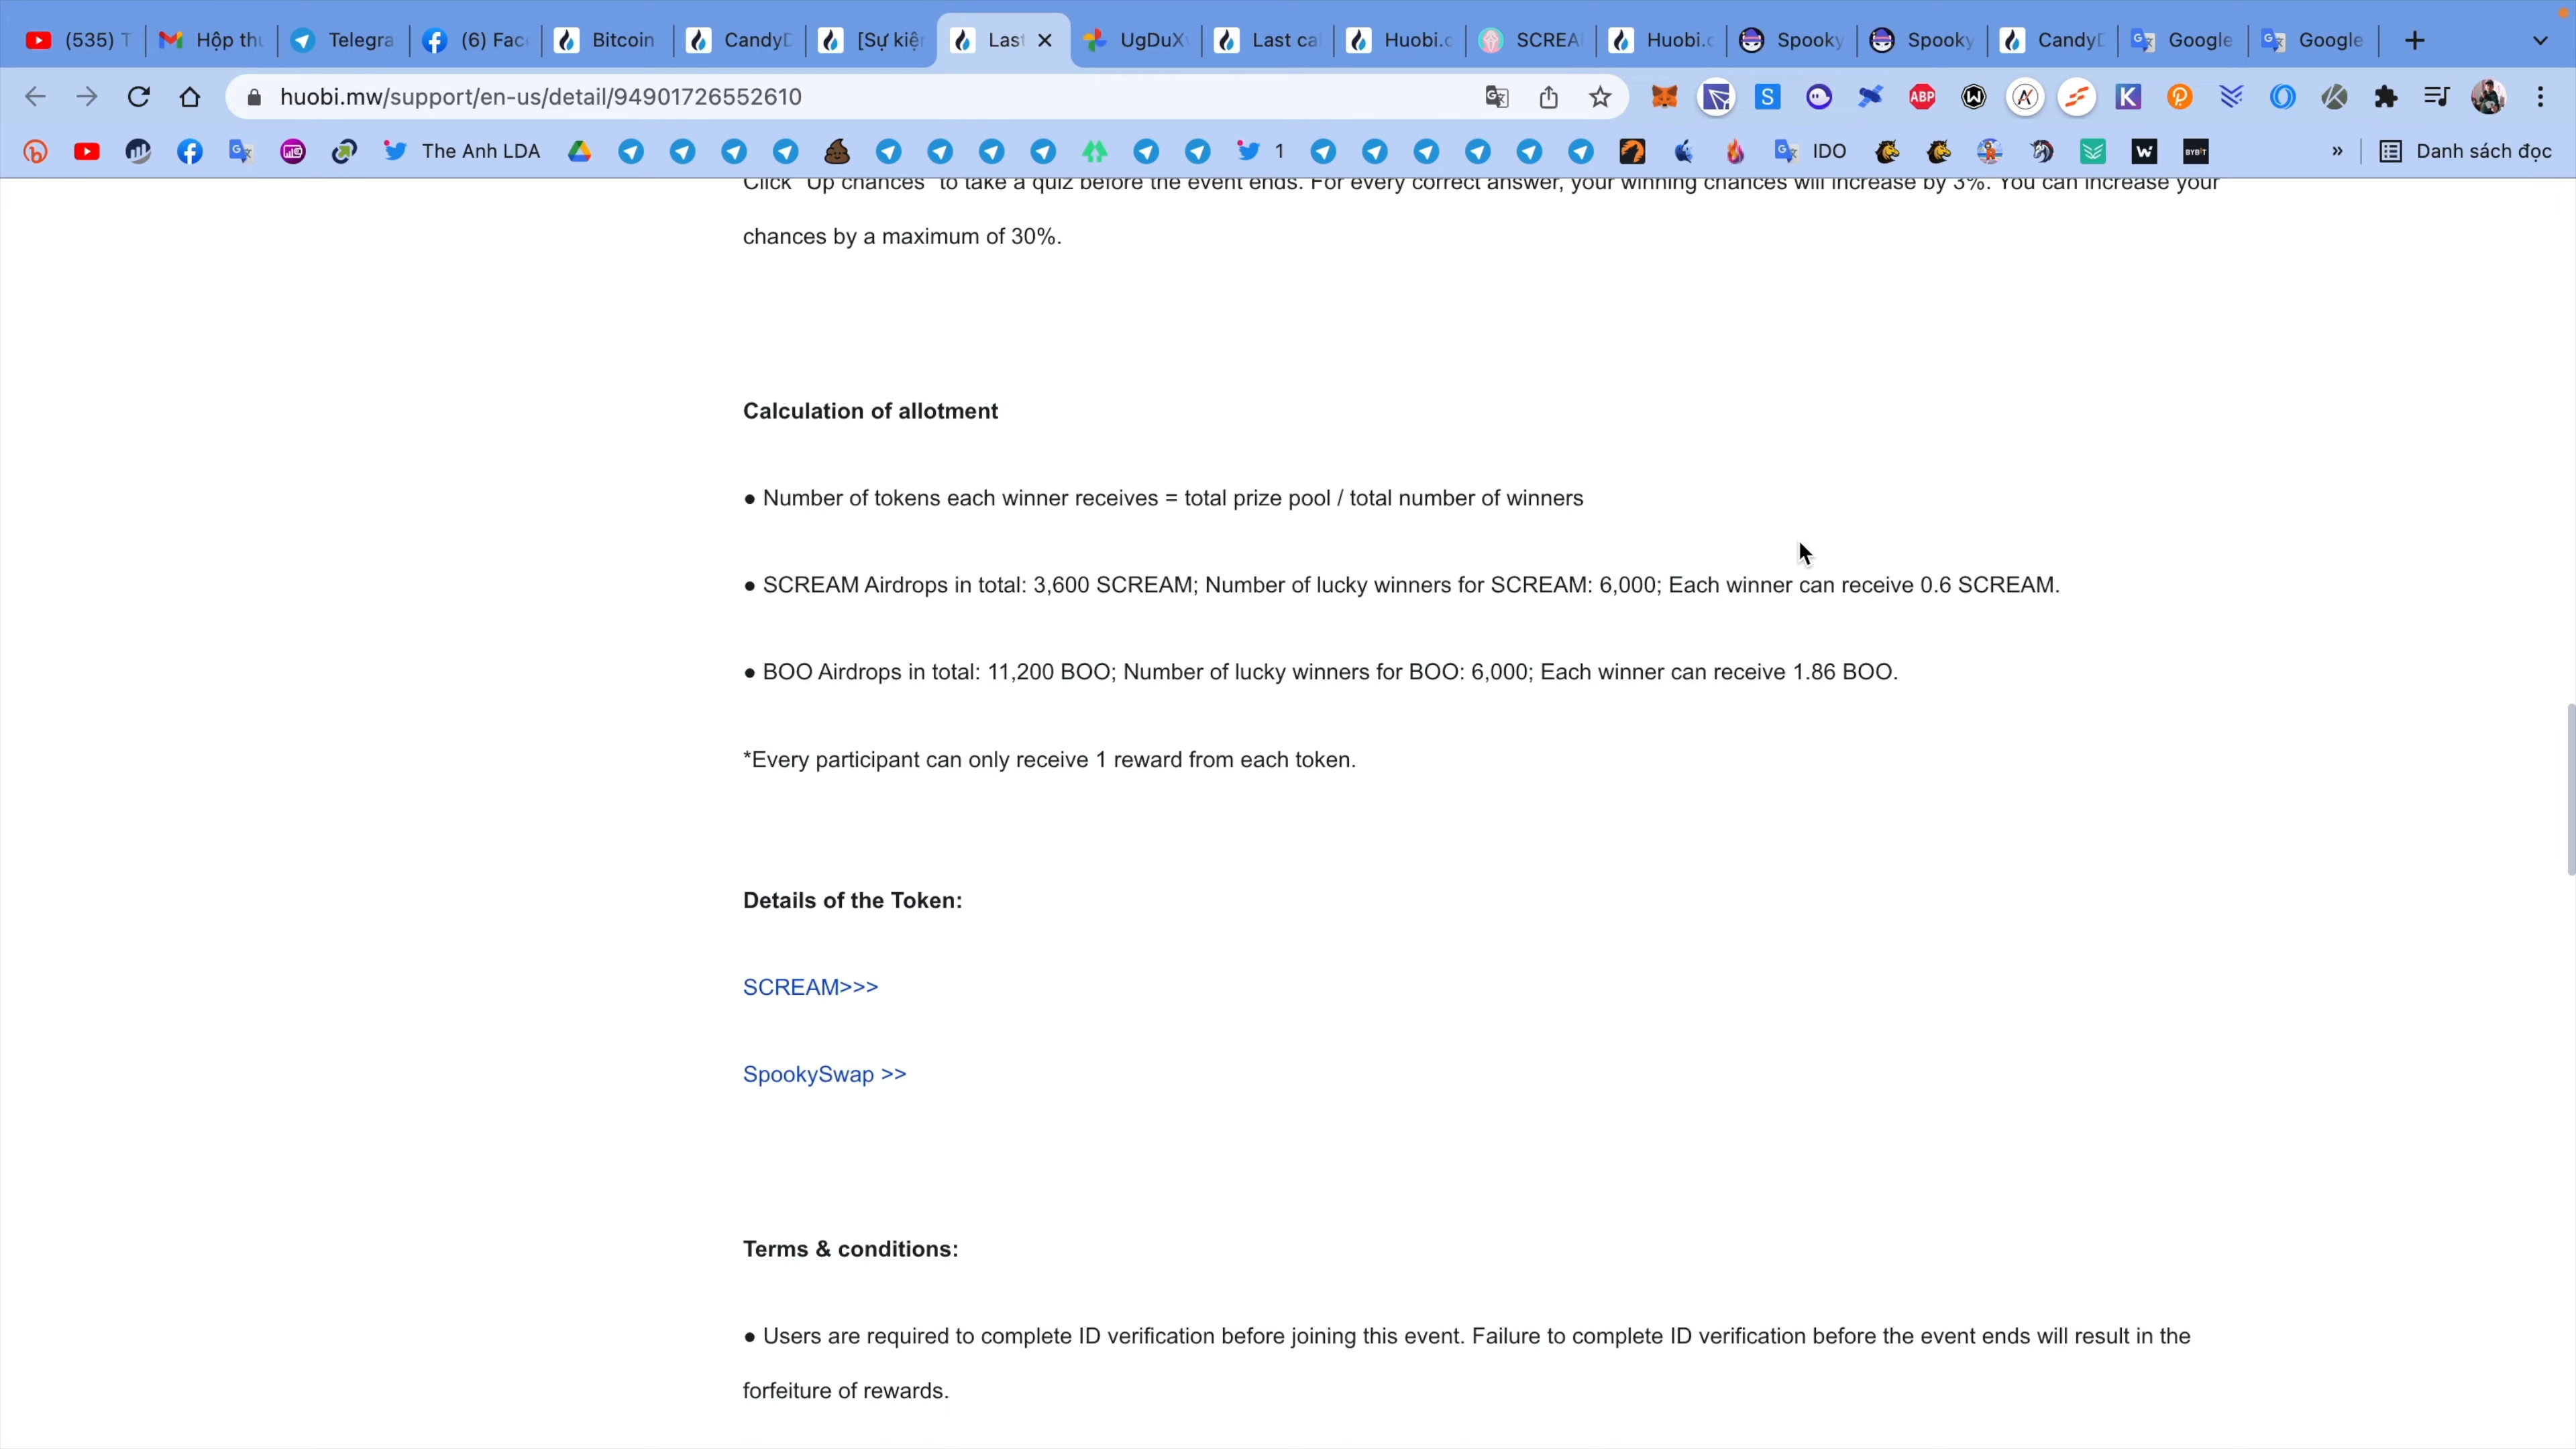 (535) T
Hộp thư
Telegra
(6) Fac
Bitcoin
CandyD
[Sự kiện
Last
UgDuX
Last ca
Huobi.c
SCREA
Huobi.c
Spooky
Spooky
CandyD
Google
Google
huobi.mw/support/en-us/detail/94901726552610
The Anh LDA
1
IDO
Danh sách đọc
Click "Up chances" to take a quiz before the event ends. For every correct answer, your winning chances will increase by 3%. You can increase your
chances by a maximum of 30%.
Calculation of allotment
● Number of tokens each winner receives = total prize pool / total number of winners
● SCREAM Airdrops in total: 3,600 SCREAM; Number of lucky winners for SCREAM: 6,000; Each winner can receive 0.6 SCREAM.
● BOO Airdrops in total: 11,200 BOO; Number of lucky winners for BOO: 6,000; Each winner can receive 1.86 BOO.
*Every participant can only receive 1 reward from each token.
Details of the Token:
SCREAM>>>
SpookySwap >>
Terms & conditions:
● Users are required to complete ID verification before joining this event. Failure to complete ID verification before the event ends will result in the
forfeiture of rewards.